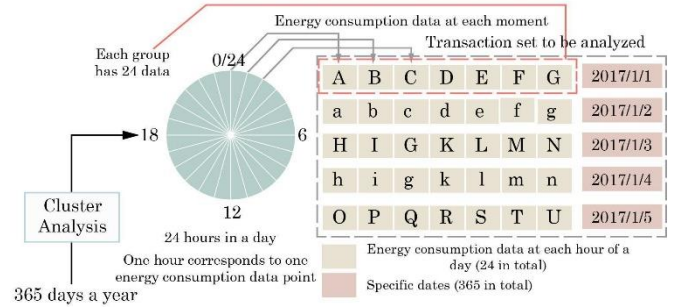 Energy consumption data at each moment
Each group
has 24 data
0/24
Transaction set to be analyzed
A B C D E F G 2017/1/1
a b c d e f g 2017/1/2
18
6
H I G K L M N 2017/1/3
h i g k l m n 2017/1/4
12
O P Q R S T U 2017/1/5
Cluster
Analysis
24 hours in a day
One hour corresponds to one
energy consumption data point
Energy consumption data at each hour of a
day (24 in total)
Specific dates (365 in total)
365 days a year